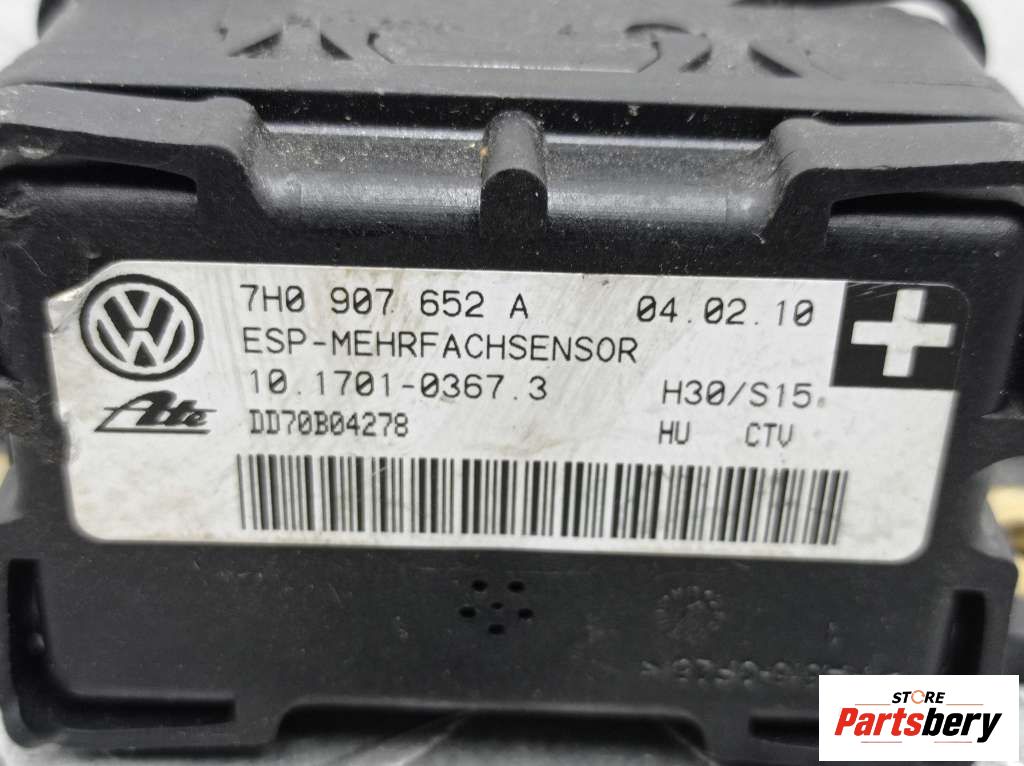 7H0 907 652 A 04.02.10
ESP-MEHRFACHSENSOR
10.1701-0367.3 H30/S15
Ate DD70B04278 HU CTV
STORE
Partsbery